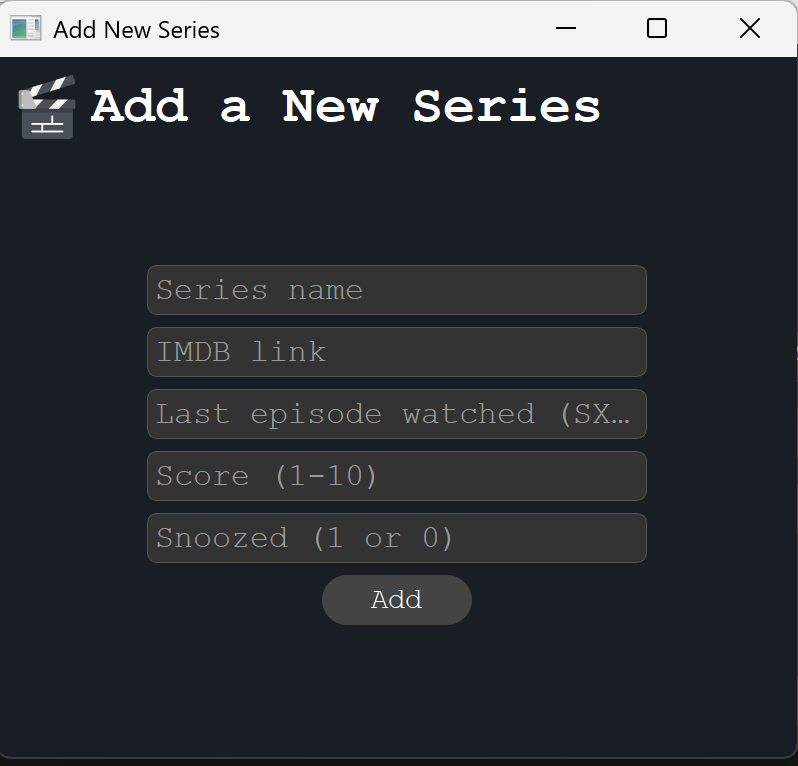 Add New Series
Add a New Series
Series name
IMDB link
Last episode watched (SX…
Score (1-10)
Snoozed (1 or 0)
Add